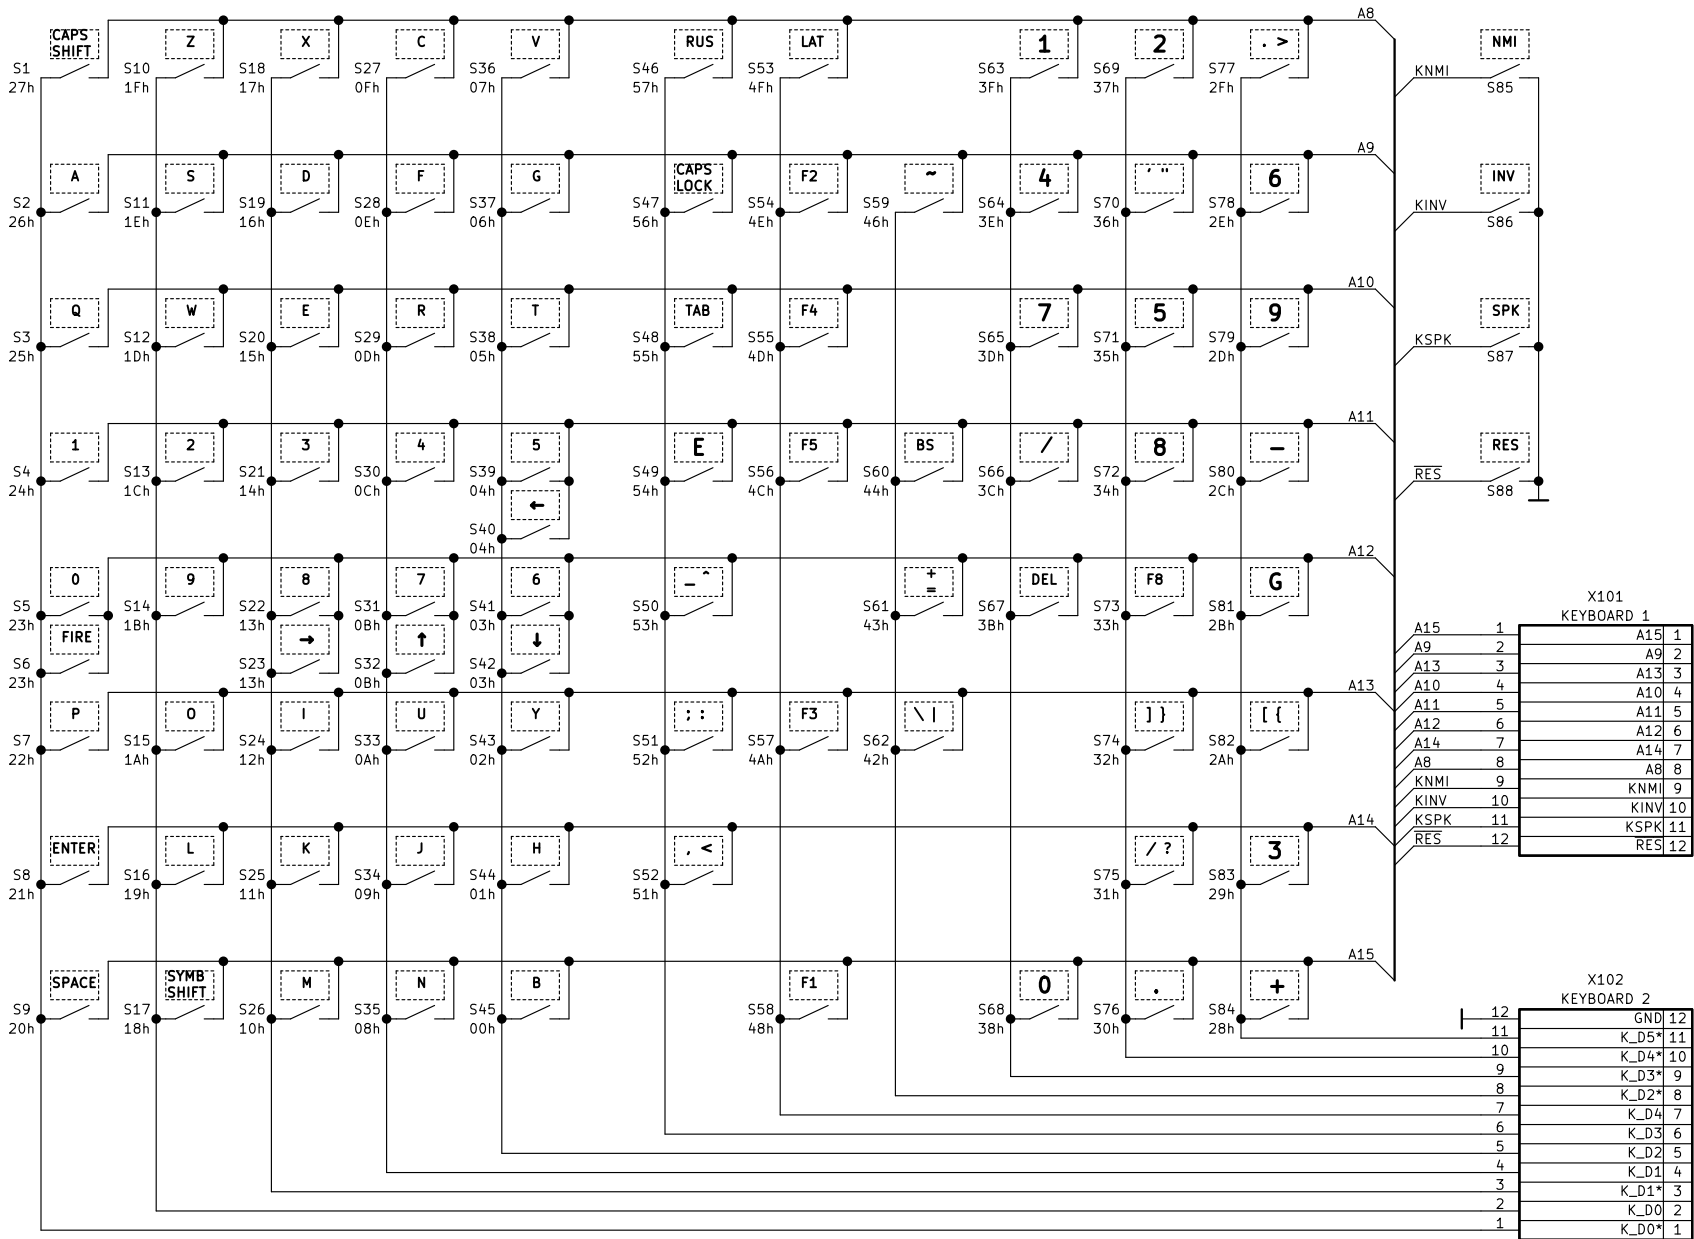 A8
CAPS SHIFT Z X C V RUS LAT 1 2 . > NMI
S1 S10 S18 S27 S36 S46 S53 S63 S69 S77 KNMI
27h 1Fh 17h 0Fh 07h 57h 4Fh 3Fh 37h 2Fh S85
A9
A S D F G CAPS LOCK F2 ~ 4 ' " 6 INV
S2 S11 S19 S28 S37 S47 S54 S59 S64 S70 S78 KINV
26h 1Eh 16h 0Eh 06h 56h 4Eh 46h 3Eh 36h 2Eh S86
A10
Q W E R T TAB F4 7 5 9 SPK
S3 S12 S20 S29 S38 S48 S55 S65 S71 S79 KSPK
25h 1Dh 15h 0Dh 05h 55h 4Dh 3Dh 35h 2Dh S87
A11
1 2 3 4 5 E F5 BS / 8 - RES
S4 S13 S21 S30 S39 S49 S56 S60 S66 S72 S80 RES
24h 1Ch 14h 0Ch 04h 54h 4Ch 44h 3Ch 34h 2Ch S88
←
S40
04h
A12
0 9 8 7 6 _ ^ + = DEL F8 G
S5 S14 S22 S31 S41 S50 S61 S67 S73 S81
23h 1Bh 13h 0Bh 03h 53h 43h 3Bh 33h 2Bh
FIRE → ↑ ↓
S6 S23 S32 S42
23h 13h 0Bh 03h
A13
P O I U Y ; : F3 \ | ] } [ {
S7 S15 S24 S33 S43 S51 S57 S62 S74 S82
22h 1Ah 12h 0Ah 02h 52h 4Ah 42h 32h 2Ah
A14
ENTER L K J H , < / ? 3
S8 S16 S25 S34 S44 S52 S75 S83
21h 19h 11h 09h 01h 51h 31h 29h
A15
SPACE SYMB SHIFT M N B F1 0 . +
S9 S17 S26 S35 S45 S58 S68 S76 S84
20h 18h 10h 08h 00h 48h 38h 30h 28h
X101
KEYBOARD 1
A15 1 A15 1
A9 2 A9 2
A13 3 A13 3
A10 4 A10 4
A11 5 A11 5
A12 6 A12 6
A14 7 A14 7
A8 8 A8 8
KNMI 9 KNMI 9
KINV 10 KINV 10
KSPK 11 KSPK 11
RES 12 RES 12
X102
KEYBOARD 2
12 GND 12
11 K_D5* 11
10 K_D4* 10
9 K_D3* 9
8 K_D2* 8
7 K_D4 7
6 K_D3 6
5 K_D2 5
4 K_D1 4
3 K_D1* 3
2 K_D0 2
1 K_D0* 1